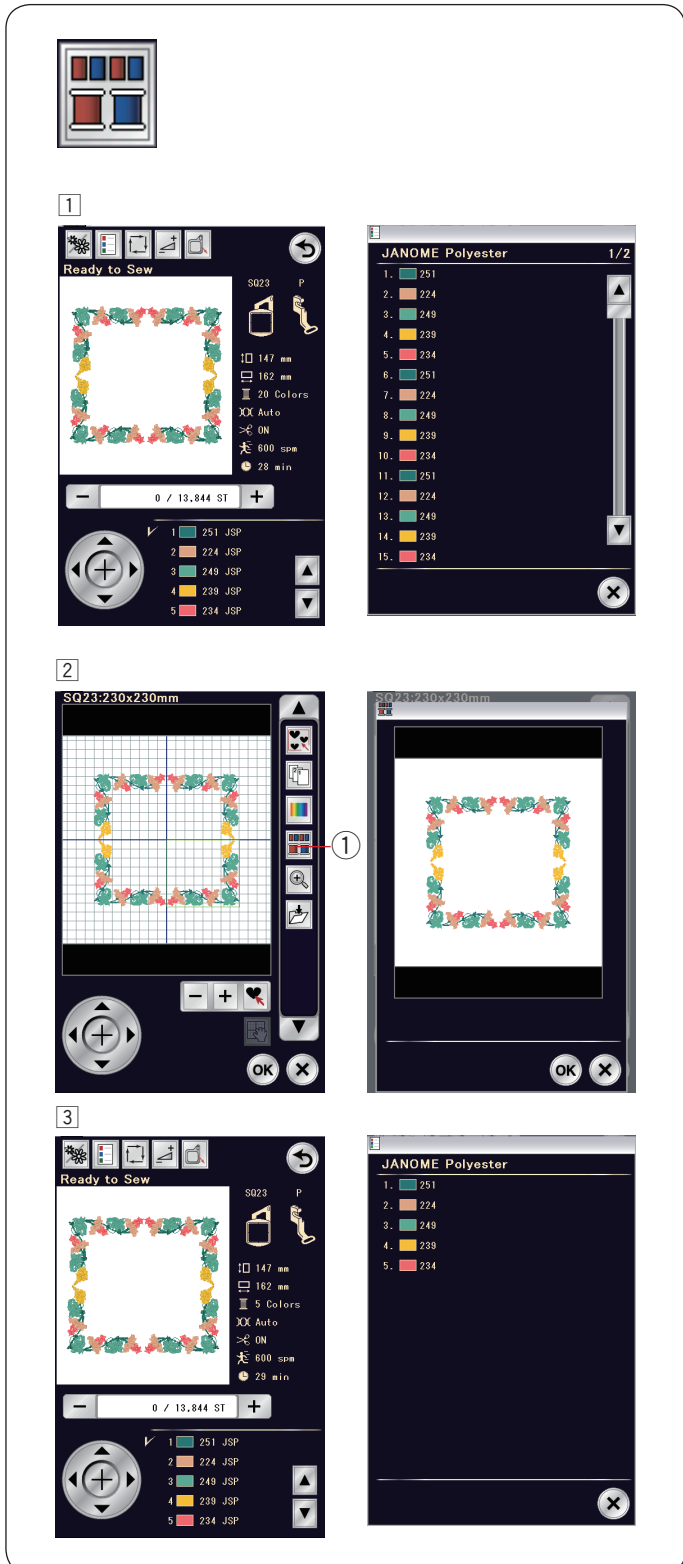 1
Ready to Sew
SQ23 P
147 mm
162 mm
20 Colors
Auto
ON
600 spm
28 min
0 / 13,844 ST
1 251 JSP
2 224 JSP
3 249 JSP
4 239 JSP
5 234 JSP
JANOME Polyester 1/2
1. 251
2. 224
3. 249
4. 239
5. 234
6. 251
7. 224
8. 249
9. 239
10. 234
11. 251
12. 224
13. 249
14. 239
15. 234
2
SQ23:230x230mm
1
OK
SQ23:230x230mm
OK
3
Ready to Sew
SQ23 P
147 mm
162 mm
5 Colors
Auto
ON
600 spm
29 min
0 / 13,844 ST
1 251 JSP
2 224 JSP
3 249 JSP
4 239 JSP
5 234 JSP
JANOME Polyester
1. 251
2. 224
3. 249
4. 239
5. 234